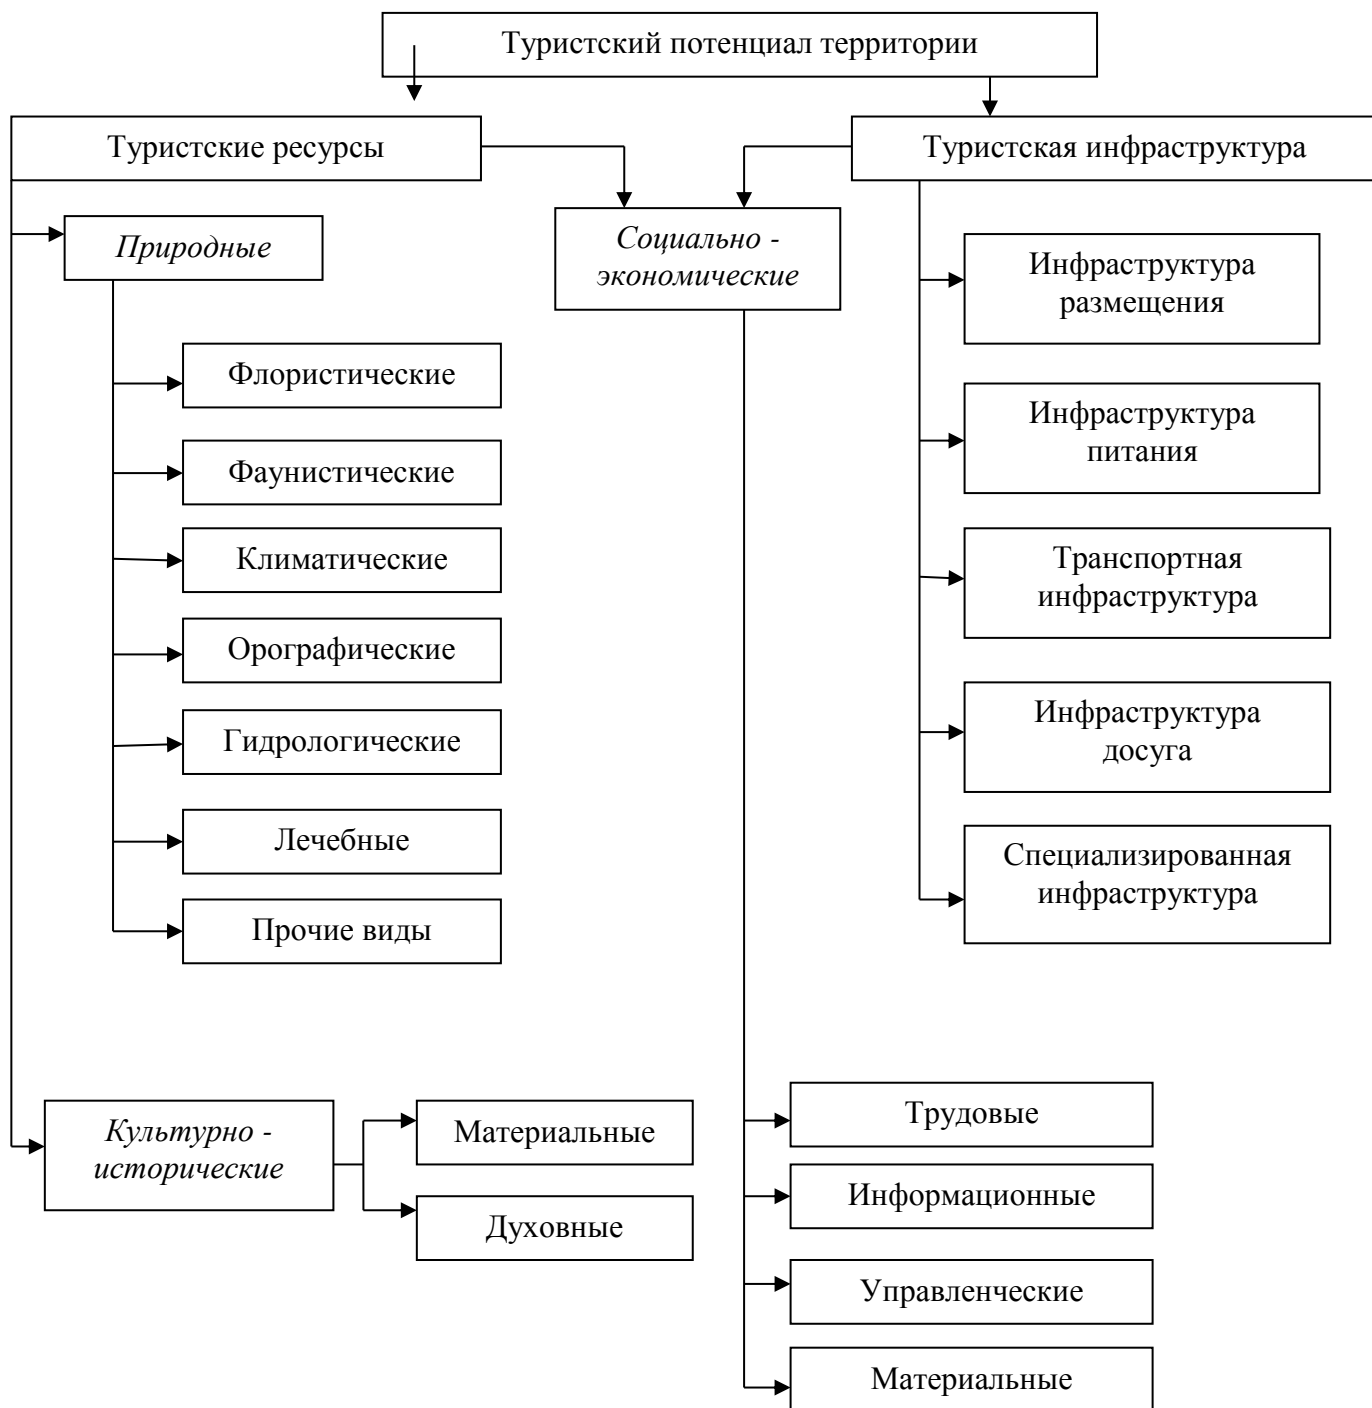 Туристский потенциал территории
Туристские ресурсы
Туристская инфраструктура
Природные
Социально -
экономические
Инфраструктура
размещения
Флористические
Инфраструктура
питания
Фаунистические
Климатические
Транспортная
инфраструктура
Орографические
Гидрологические
Инфраструктура
досуга
Лечебные
Специализированная
инфраструктура
Прочие виды
Культурно -
исторические
Материальные
Духовные
Трудовые
Информационные
Управленческие
Материальные